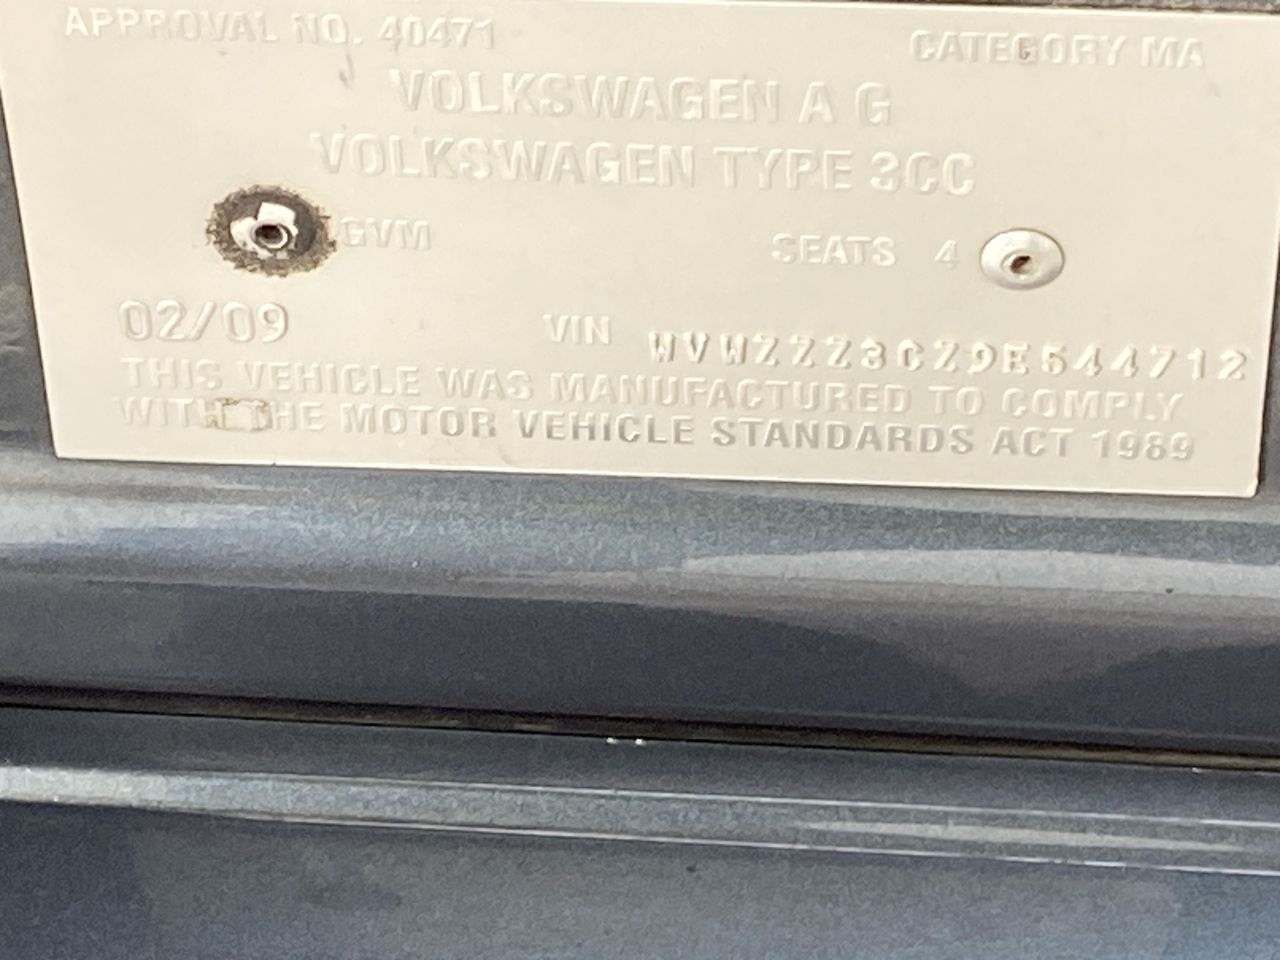 APPROVAL NO. 40471 CATEGORY MA
VOLKSWAGEN A G
VOLKSWAGEN TYPE 3CC
GVM SEATS 4
02/09 VIN WVWZZZ3CZ9E544712
THIS VEHICLE WAS MANUFACTURED TO COMPLY
WITH THE MOTOR VEHICLE STANDARDS ACT 1989